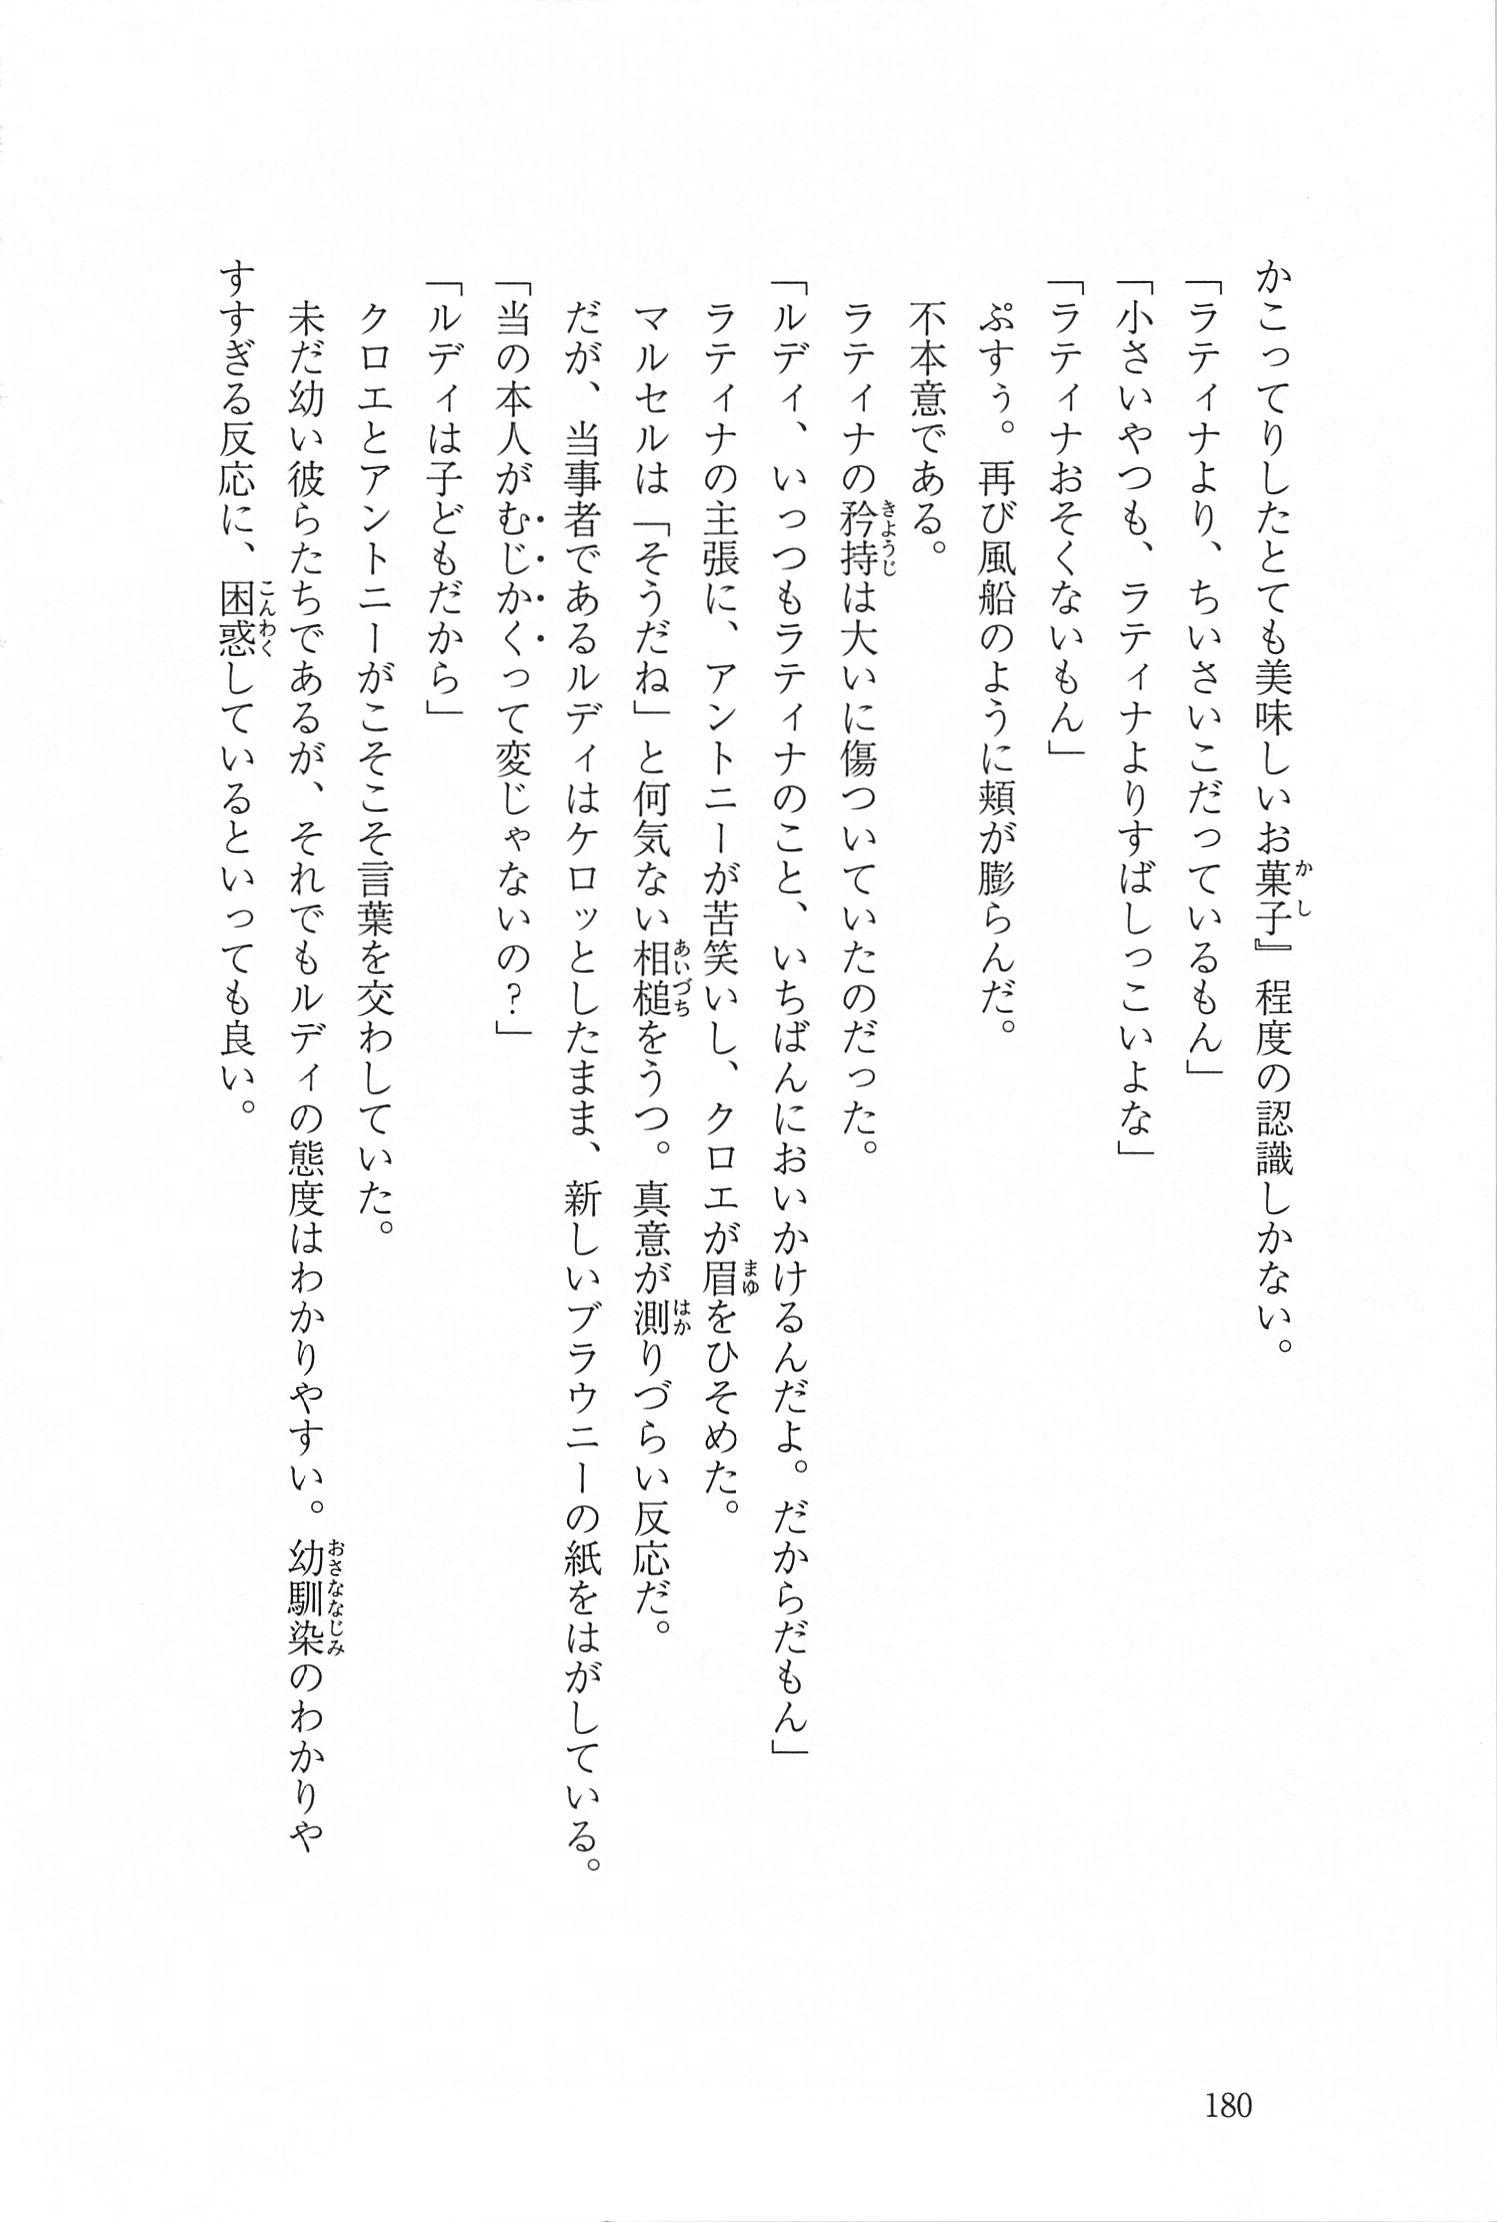 かこってりしたとても美味しいお菓子』程度の認識しかない。
「ラティナより、ちいさいこだっているもん」
「小さいやつも、ラティナよりすばしっこいよな」
「ラティナおそくないもん」
ぷすぅ。再び風船のように頬が膨らんだ。
不本意である。
ラティナの矜持は大いに傷ついていたのだった。
「ルディ、いっつもラティナのこと、いちばんにおいかけるんだよ。だからだもん」
ラティナの主張に、アントニーが苦笑いし、クロエが眉をひそめた。
マルセルは「そうだね」と何気ない相槌をうつ。真意が測りづらい反応だ。
だが、当事者であるルディはケロッとしたまま、新しいブラウニーの紙をはがしている。
「当の本人がむじかくって変じゃないの?」
「ルディは子どもだから」
クロエとアントニーがこそこそ言葉を交わしていた。
未だ幼い彼らたちであるが、それでもルディの態度はわかりやすい。幼馴染のわかりや
すすぎる反応に、困惑しているといっても良い。
180